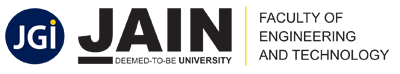 JGi
JAIN
DEEMED-TO-BE UNIVERSITY
FACULTY OF
ENGINEERING
AND TECHNOLOGY